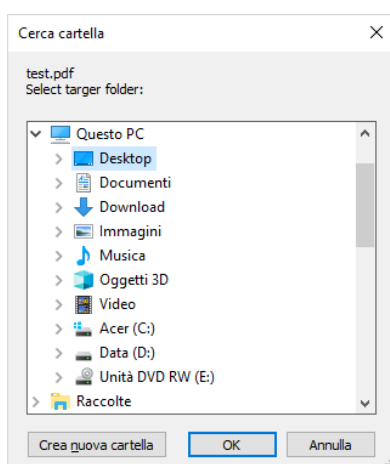 Cerca cartella
test.pdf
Select targer folder:
Questo PC
Desktop
Documenti
Download
Immagini
Musica
Oggetti 3D
Video
Acer (C:)
Data (D:)
Unità DVD RW (E:)
Raccolte
Crea nuova cartella OK Annulla